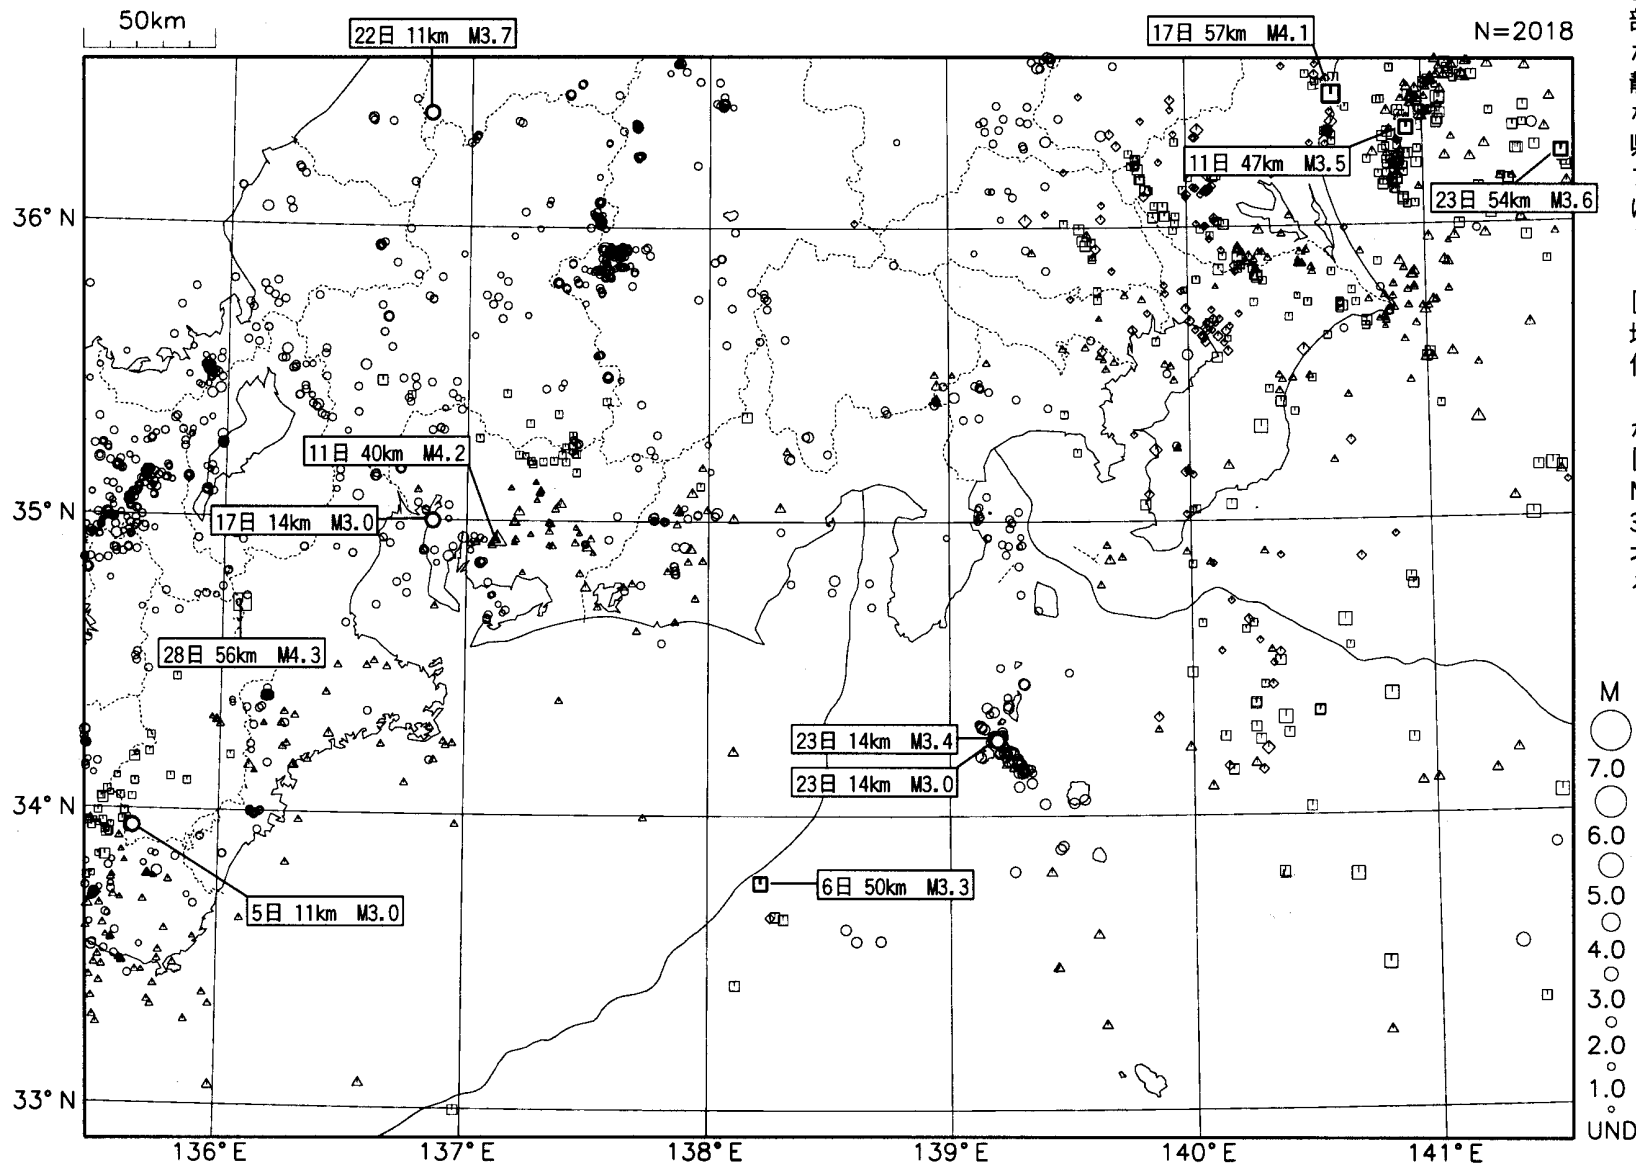 50km
N=2018
22日 11km M3.7
17日 57km M4.1
11日 47km M3.5
23日 54km M3.6
36° N
11日 40km M4.2
17日 14km M3.0
35° N
28日 56km M4.3
23日 14km M3.4
23日 14km M3.0
34° N
6日 50km M3.3
5日 11km M3.0
33° N
136° E
137° E
138° E
139° E
140° E
141° E
M
7.0
6.0
5.0
4.0
3.0
2.0
1.0
UND